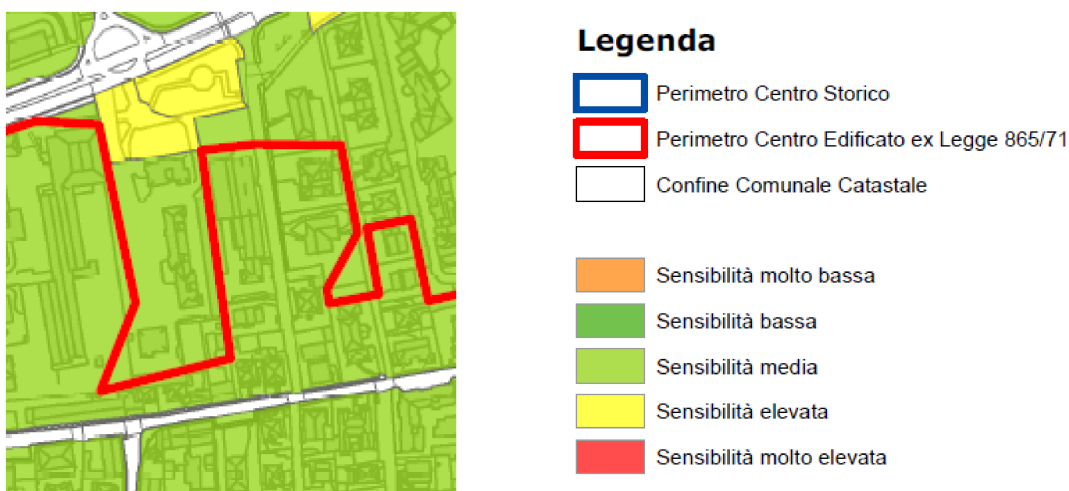 Legenda
Perimetro Centro Storico
Perimetro Centro Edificato ex Legge 865/71
Confine Comunale Catastale
Sensibilità molto bassa
Sensibilità bassa
Sensibilità media
Sensibilità elevata
Sensibilità molto elevata